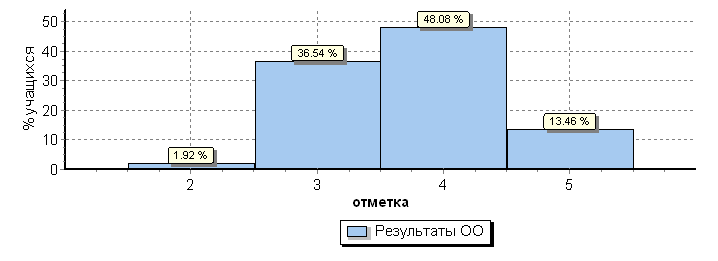 % учащихся
50
40
30
20
10
0
1.92 %
36.54 %
48.08 %
13.46 %
2 3 4 5
отметка
Результаты ОО